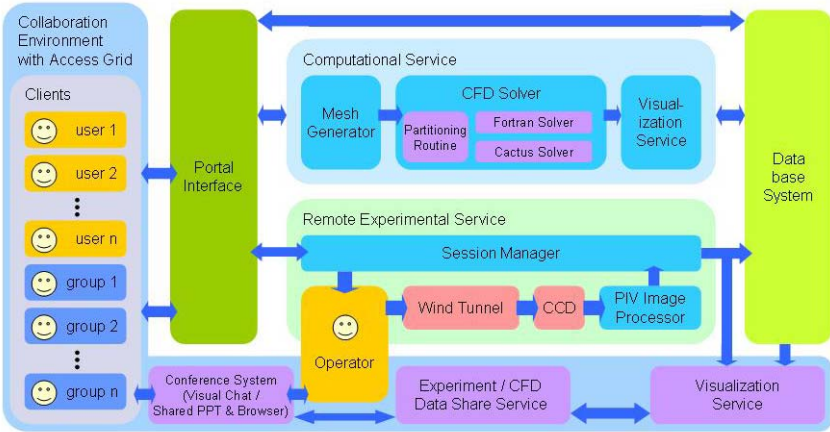 Collaboration
Environment
with Access Grid
Clients
user 1
user 2
user n
group 1
group 2
group n
Portal
Interface
Computational Service
Mesh
Generator
CFD Solver
Partitioning
Routine
Fortran Solver
Cactus Solver
Visual-
ization
Service
Data
base
System
Remote Experimental Service
Session Manager
Operator
Wind Tunnel
CCD
PIV Image
Processor
Conference System
(Visual Chat /
Shared PPT & Browser)
Experiment / CFD
Data Share Service
Visualization
Service